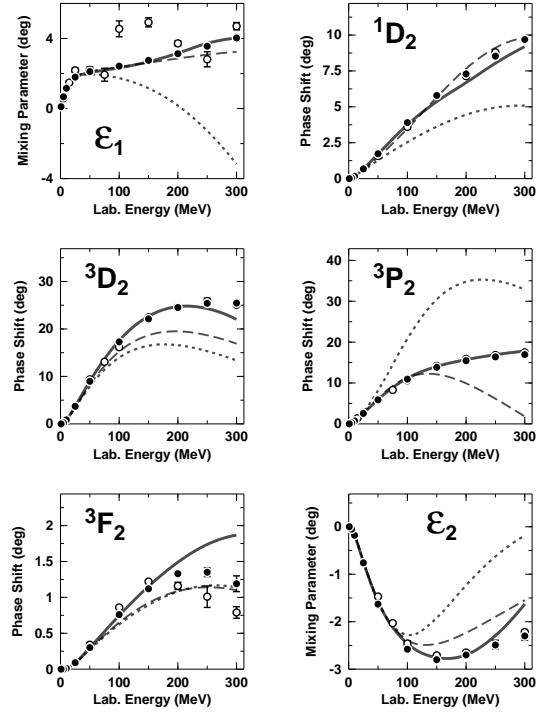 Mixing Parameter (deg)
4
0
-4
ε1
0 100 200 300
Lab. Energy (MeV)
Phase Shift (deg)
10
7.5
5
2.5
0
1D2
0 100 200 300
Lab. Energy (MeV)
Phase Shift (deg)
30
20
10
0
3D2
0 100 200 300
Lab. Energy (MeV)
Phase Shift (deg)
40
30
20
10
0
3P2
0 100 200 300
Lab. Energy (MeV)
Phase Shift (deg)
2
1.5
1
0.5
0
3F2
0 100 200 300
Lab. Energy (MeV)
Mixing Parameter (deg)
0
-1
-2
-3
ε2
0 100 200 300
Lab. Energy (MeV)